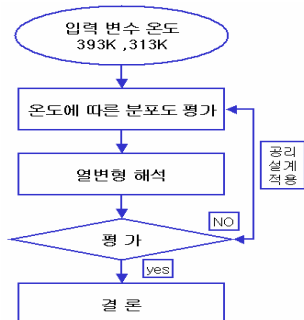 입력 변수 온도
393K ,313K
온도에 따른 분포도 평가
열변형 해석
공리
설계
적용
NO
평 가
yes
결 론